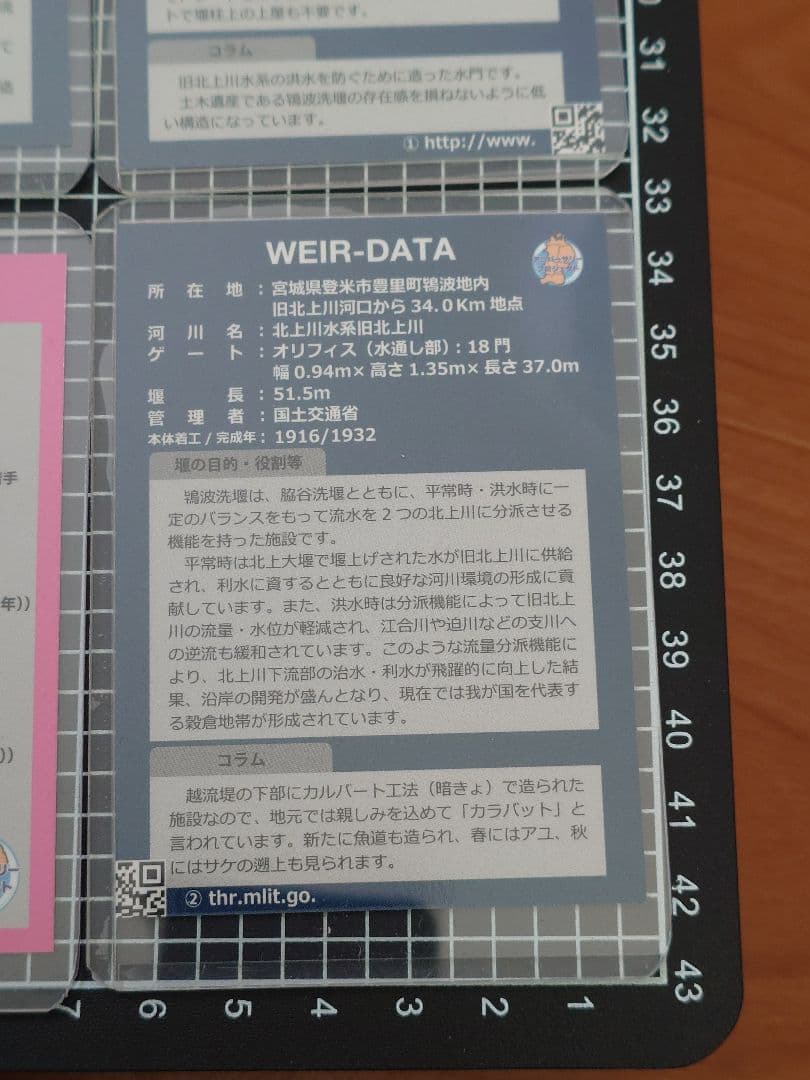 トで堰柱上の上屋も不要です。
コラム
旧北上川水系の洪水を防ぐために造った水門です。
土木遺産である鴇波洗堰の存在感を損ねないように低
い構造になっています。
① http://www.
WEIR-DATA
所在地：宮城県登米市豊里町鴇波地内
旧北上川河口から 34.0Km 地点
河川名：北上川水系旧北上川
ゲート：オリフィス（水通し部）：18 門
幅 0.94m× 高さ 1.35m× 長さ 37.0m
堰長：51.5m
管理者：国土交通省
本体着工 / 完成年：1916/1932
堰の目的・役割等
鴇波洗堰は、脇谷洗堰とともに、平常時・洪水時に一
定のバランスをもって流水を 2 つの北上川に分派させる
機能を持った施設です。
平常時は北上大堰で堰上げされた水が旧北上川に供給
され、利水に資するとともに良好な河川環境の形成に貢
献しています。また、洪水時は分派機能によって旧北上
川の流量・水位が軽減され、江合川や迫川などの支川へ
の逆流も緩和されています。このような流量分派機能に
より、北上川下流部の治水・利水が飛躍的に向上した結
果、沿岸の開発が盛んとなり、現在では我が国を代表す
る穀倉地帯が形成されています。
コラム
越流堤の下部にカルバート工法（暗きょ）で造られた
施設なので、地元では親しみを込めて「カラバット」と
言われています。新たに魚道も造られ、春にはアユ、秋
にはサケの遡上も見られます。
② thr.mlit.go.
手
年))
))
31
32
33
34
35
36
37
38
39
40
41
42
43
7 6 5 4 3 2 1